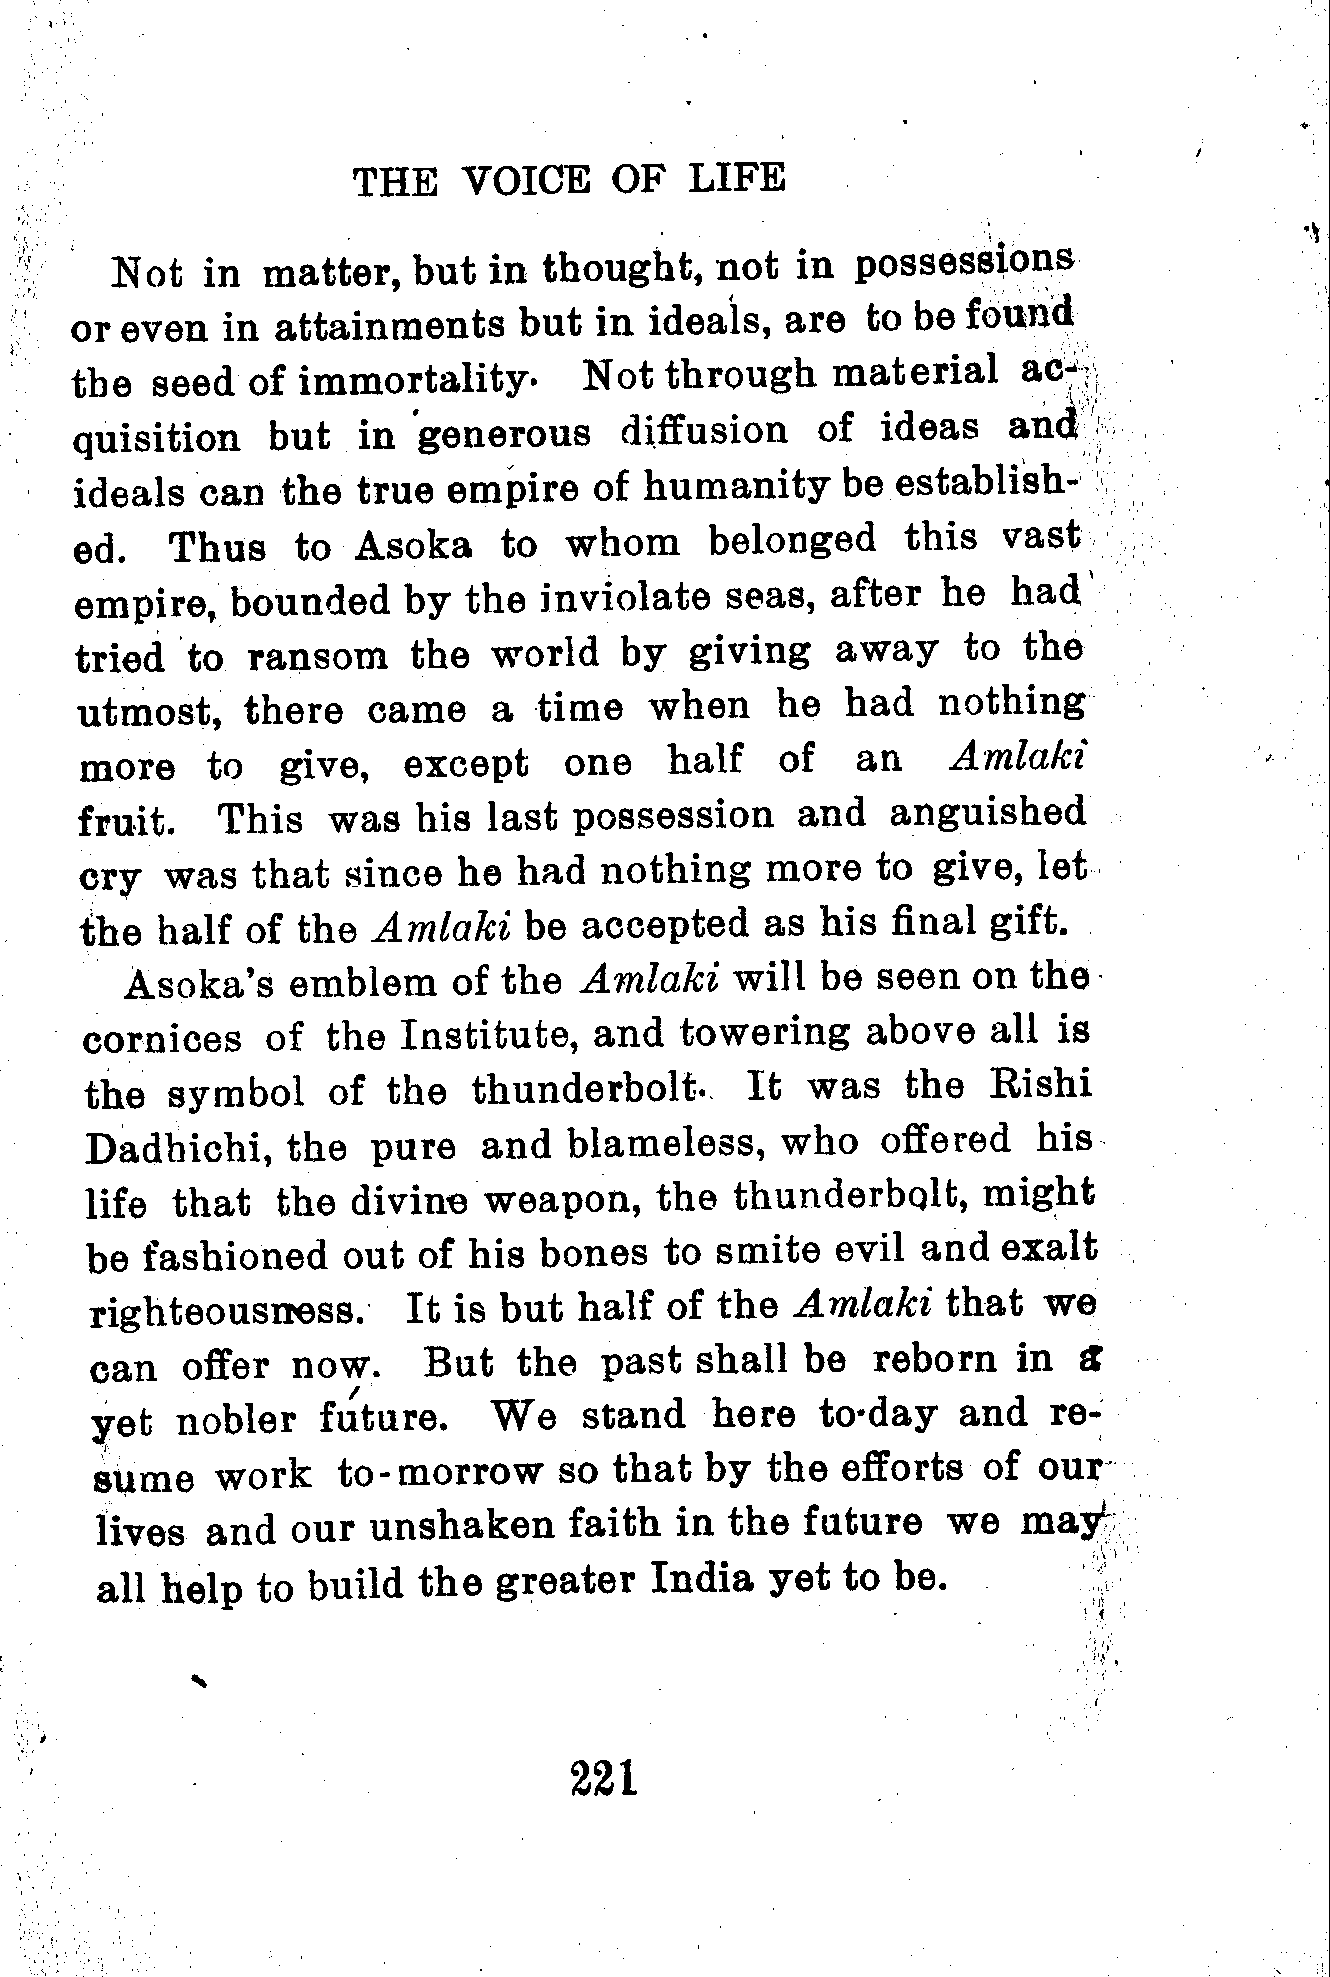 THE VOICE OF LIFE
Not in matter, but in thought, not in possessions
or even in attainments but in ideals, are to be found
the seed of immortality. Not through material ac-
quisition but in generous diffusion of ideas and
ideals can the true empire of humanity be establish-
ed. Thus to Asoka to whom belonged this vast
empire, bounded by the inviolate seas, after he had
tried to ransom the world by giving away to the
utmost, there came a time when he had nothing
more to give, except one half of an Amlaki
fruit. This was his last possession and anguished
cry was that since he had nothing more to give, let
the half of the Amlaki be accepted as his final gift.
Asoka's emblem of the Amlaki will be seen on the
cornices of the Institute, and towering above all is
the symbol of the thunderbolt. It was the Rishi
Dadhichi, the pure and blameless, who offered his
life that the divine weapon, the thunderbolt, might
be fashioned out of his bones to smite evil and exalt
righteousness. It is but half of the Amlaki that we
can offer now. But the past shall be reborn in a
yet nobler future. We stand here to-day and re-
sume work to-morrow so that by the efforts of our
lives and our unshaken faith in the future we may
all help to build the greater India yet to be.
221